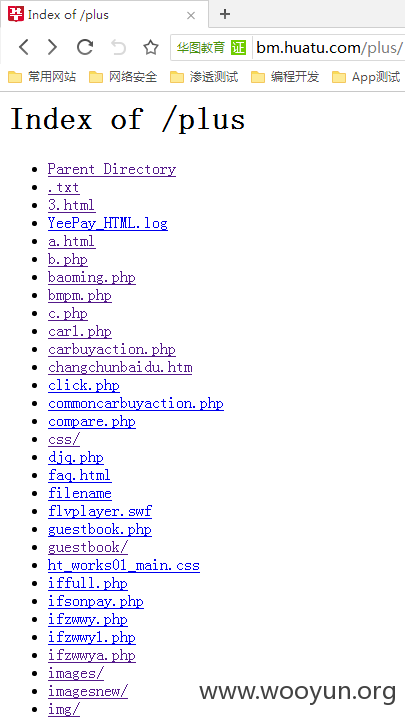 Index of /plus
华图教育 证 bm.huatu.com/plus/
常用网站 网络安全 渗透测试 编程开发 App测试
Index of /plus
Parent Directory
.txt
3.html
YeePay_HTML.log
a.html
b.php
baoming.php
bmpm.php
c.php
car1.php
carbuyaction.php
changchunbaidu.htm
click.php
commoncarbuyaction.php
compare.php
css/
djq.php
faq.html
filename
flvplayer.swf
guestbook.php
guestbook/
ht_works01_main.css
iffull.php
ifsonpay.php
ifzwwy.php
ifzwwy1.php
ifzwwya.php
images/
imagesnew/
img/
www.wooyun.org